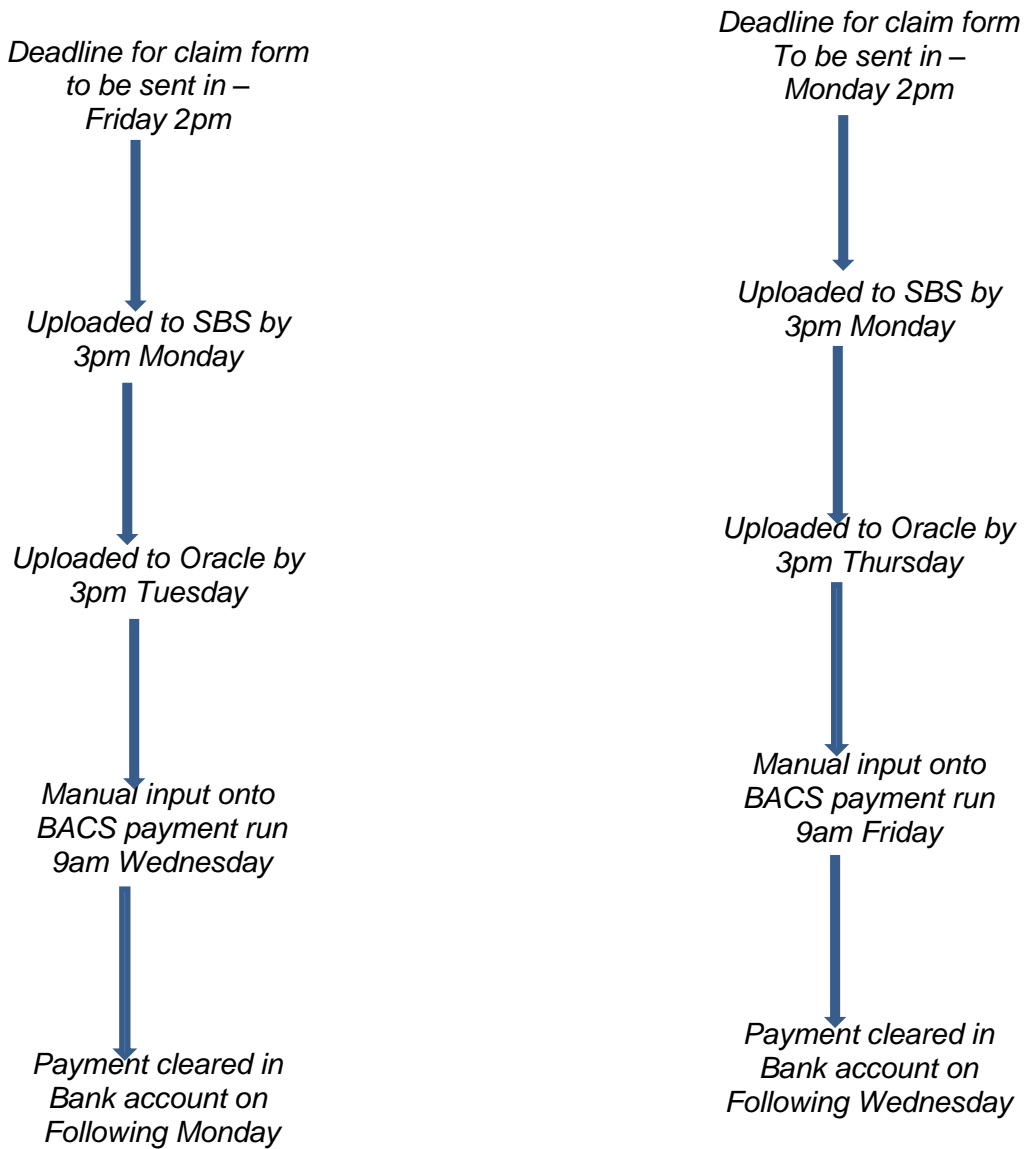 Deadline for claim form
to be sent in –
Friday 2pm
Uploaded to SBS by
3pm Monday
Uploaded to Oracle by
3pm Tuesday
Manual input onto
BACS payment run
9am Wednesday
Payment cleared in
Bank account on
Following Monday
Deadline for claim form
To be sent in –
Monday 2pm
Uploaded to SBS by
3pm Monday
Uploaded to Oracle by
3pm Thursday
Manual input onto
BACS payment run
9am Friday
Payment cleared in
Bank account on
Following Wednesday